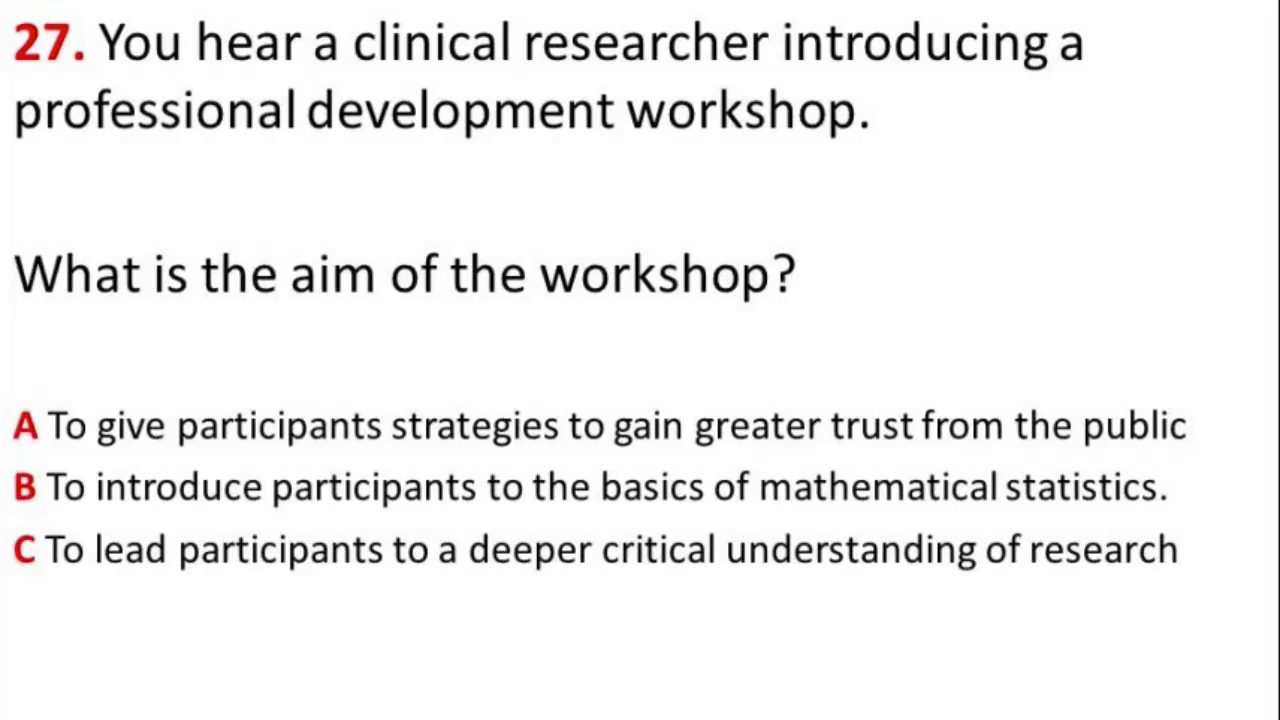 27. You hear a clinical researcher introducing a
professional development workshop.
What is the aim of the workshop?
A To give participants strategies to gain greater trust from the public
B To introduce participants to the basics of mathematical statistics.
C To lead participants to a deeper critical understanding of research